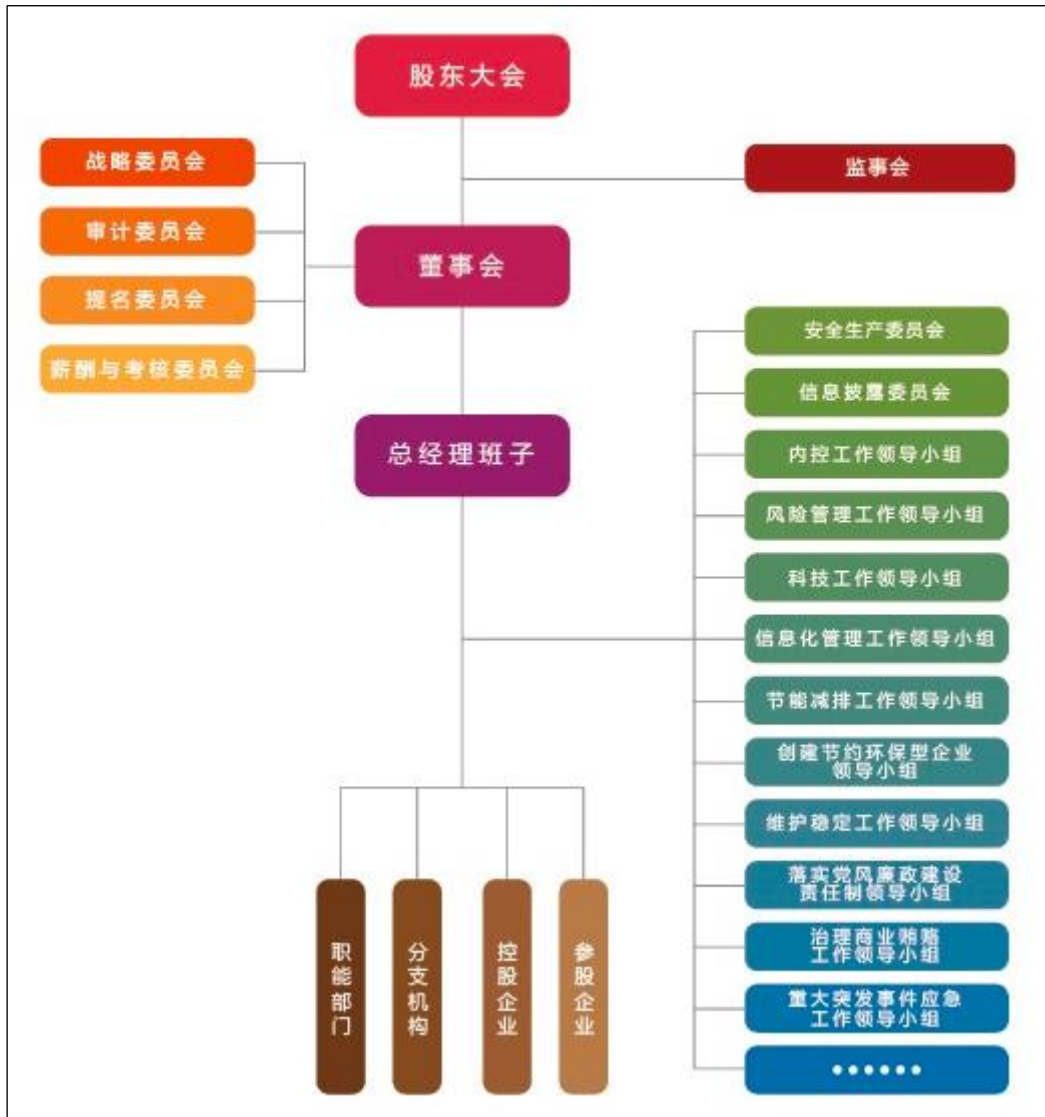 股东大会
战略委员会
监事会
审计委员会
董事会
提名委员会
薪酬与考核委员会
安全生产委员会
信息披露委员会
总经理班子
内控工作领导小组
风险管理工作领导小组
科技工作领导小组
信息化管理工作领导小组
节能减排工作领导小组
创建节约环保型企业
领导小组
维护稳定工作领导小组
落实党风廉政建设
责任制领导小组
治理商业贿赂
工作领导小组
重大突发事件应急
工作领导小组
••••••
职能部门
分支机构
控股企业
参股企业